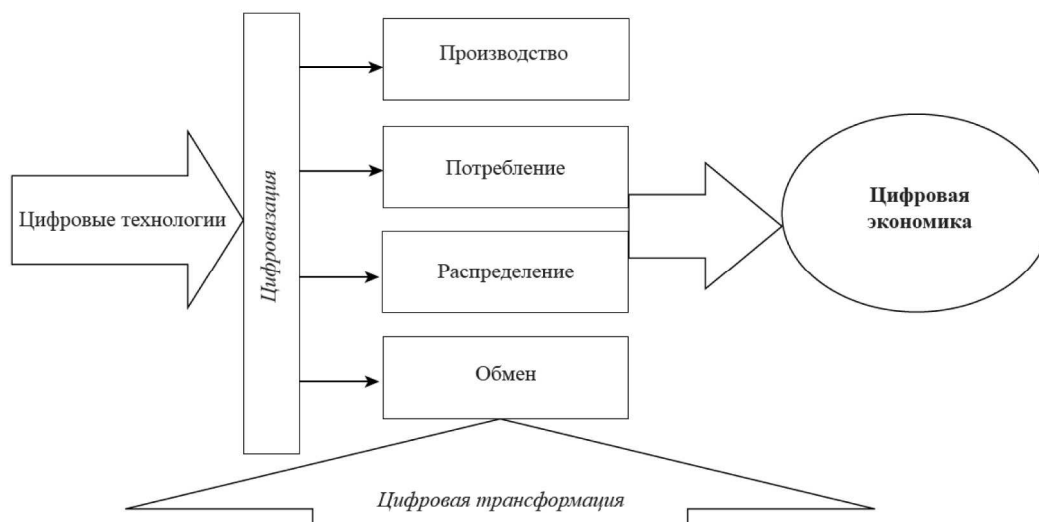 Цифровые технологии
Цифровизация
Производство
Потребление
Распределение
Обмен
Цифровая
экономика
Цифровая трансформация